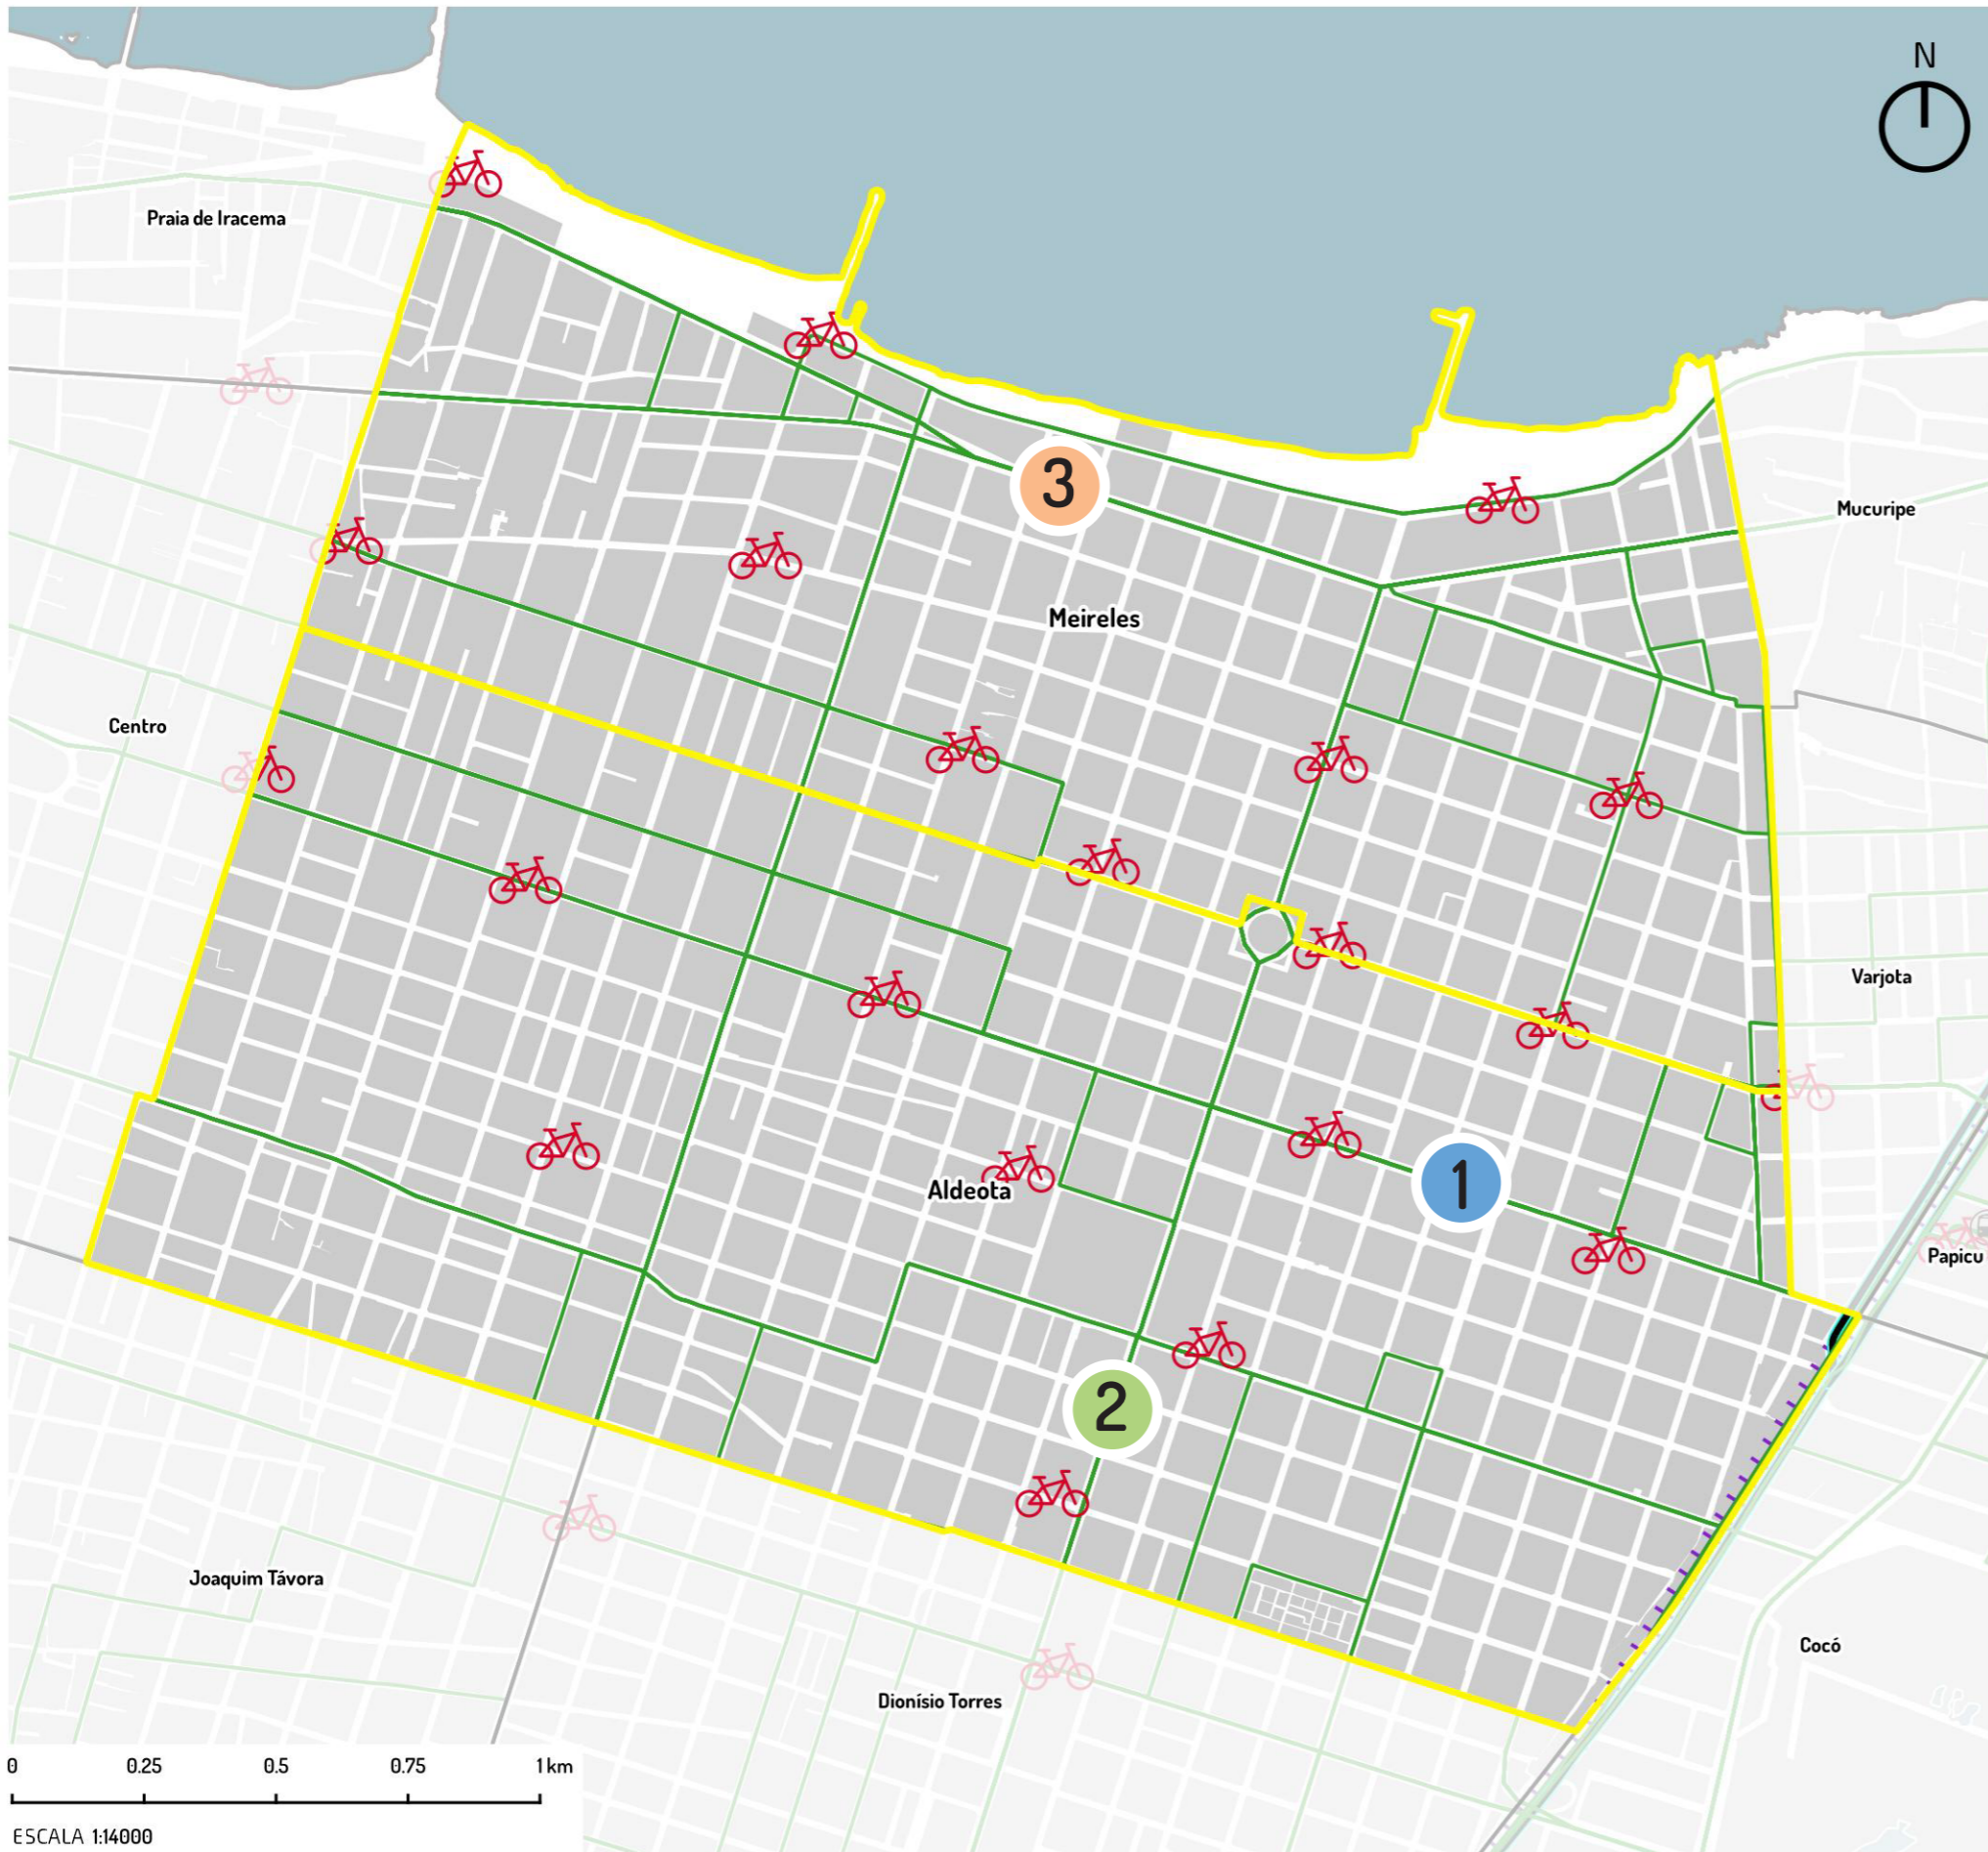 N
Praia de Iracema
3
Mucuripe
Meireles
Centro
Varjota
1
Aldeota
Papicu
2
Joaquim Távora
Cocó
Dionísio Torres
0 0.25 0.5 0.75 1 km
ESCALA 1:14000